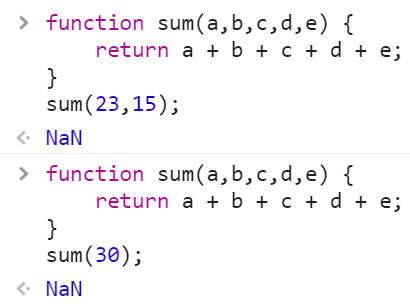 function sum(a,b,c,d,e) {
    return a + b + c + d + e;
}
sum(23,15);
NaN
function sum(a,b,c,d,e) {
    return a + b + c + d + e;
}
sum(30);
NaN